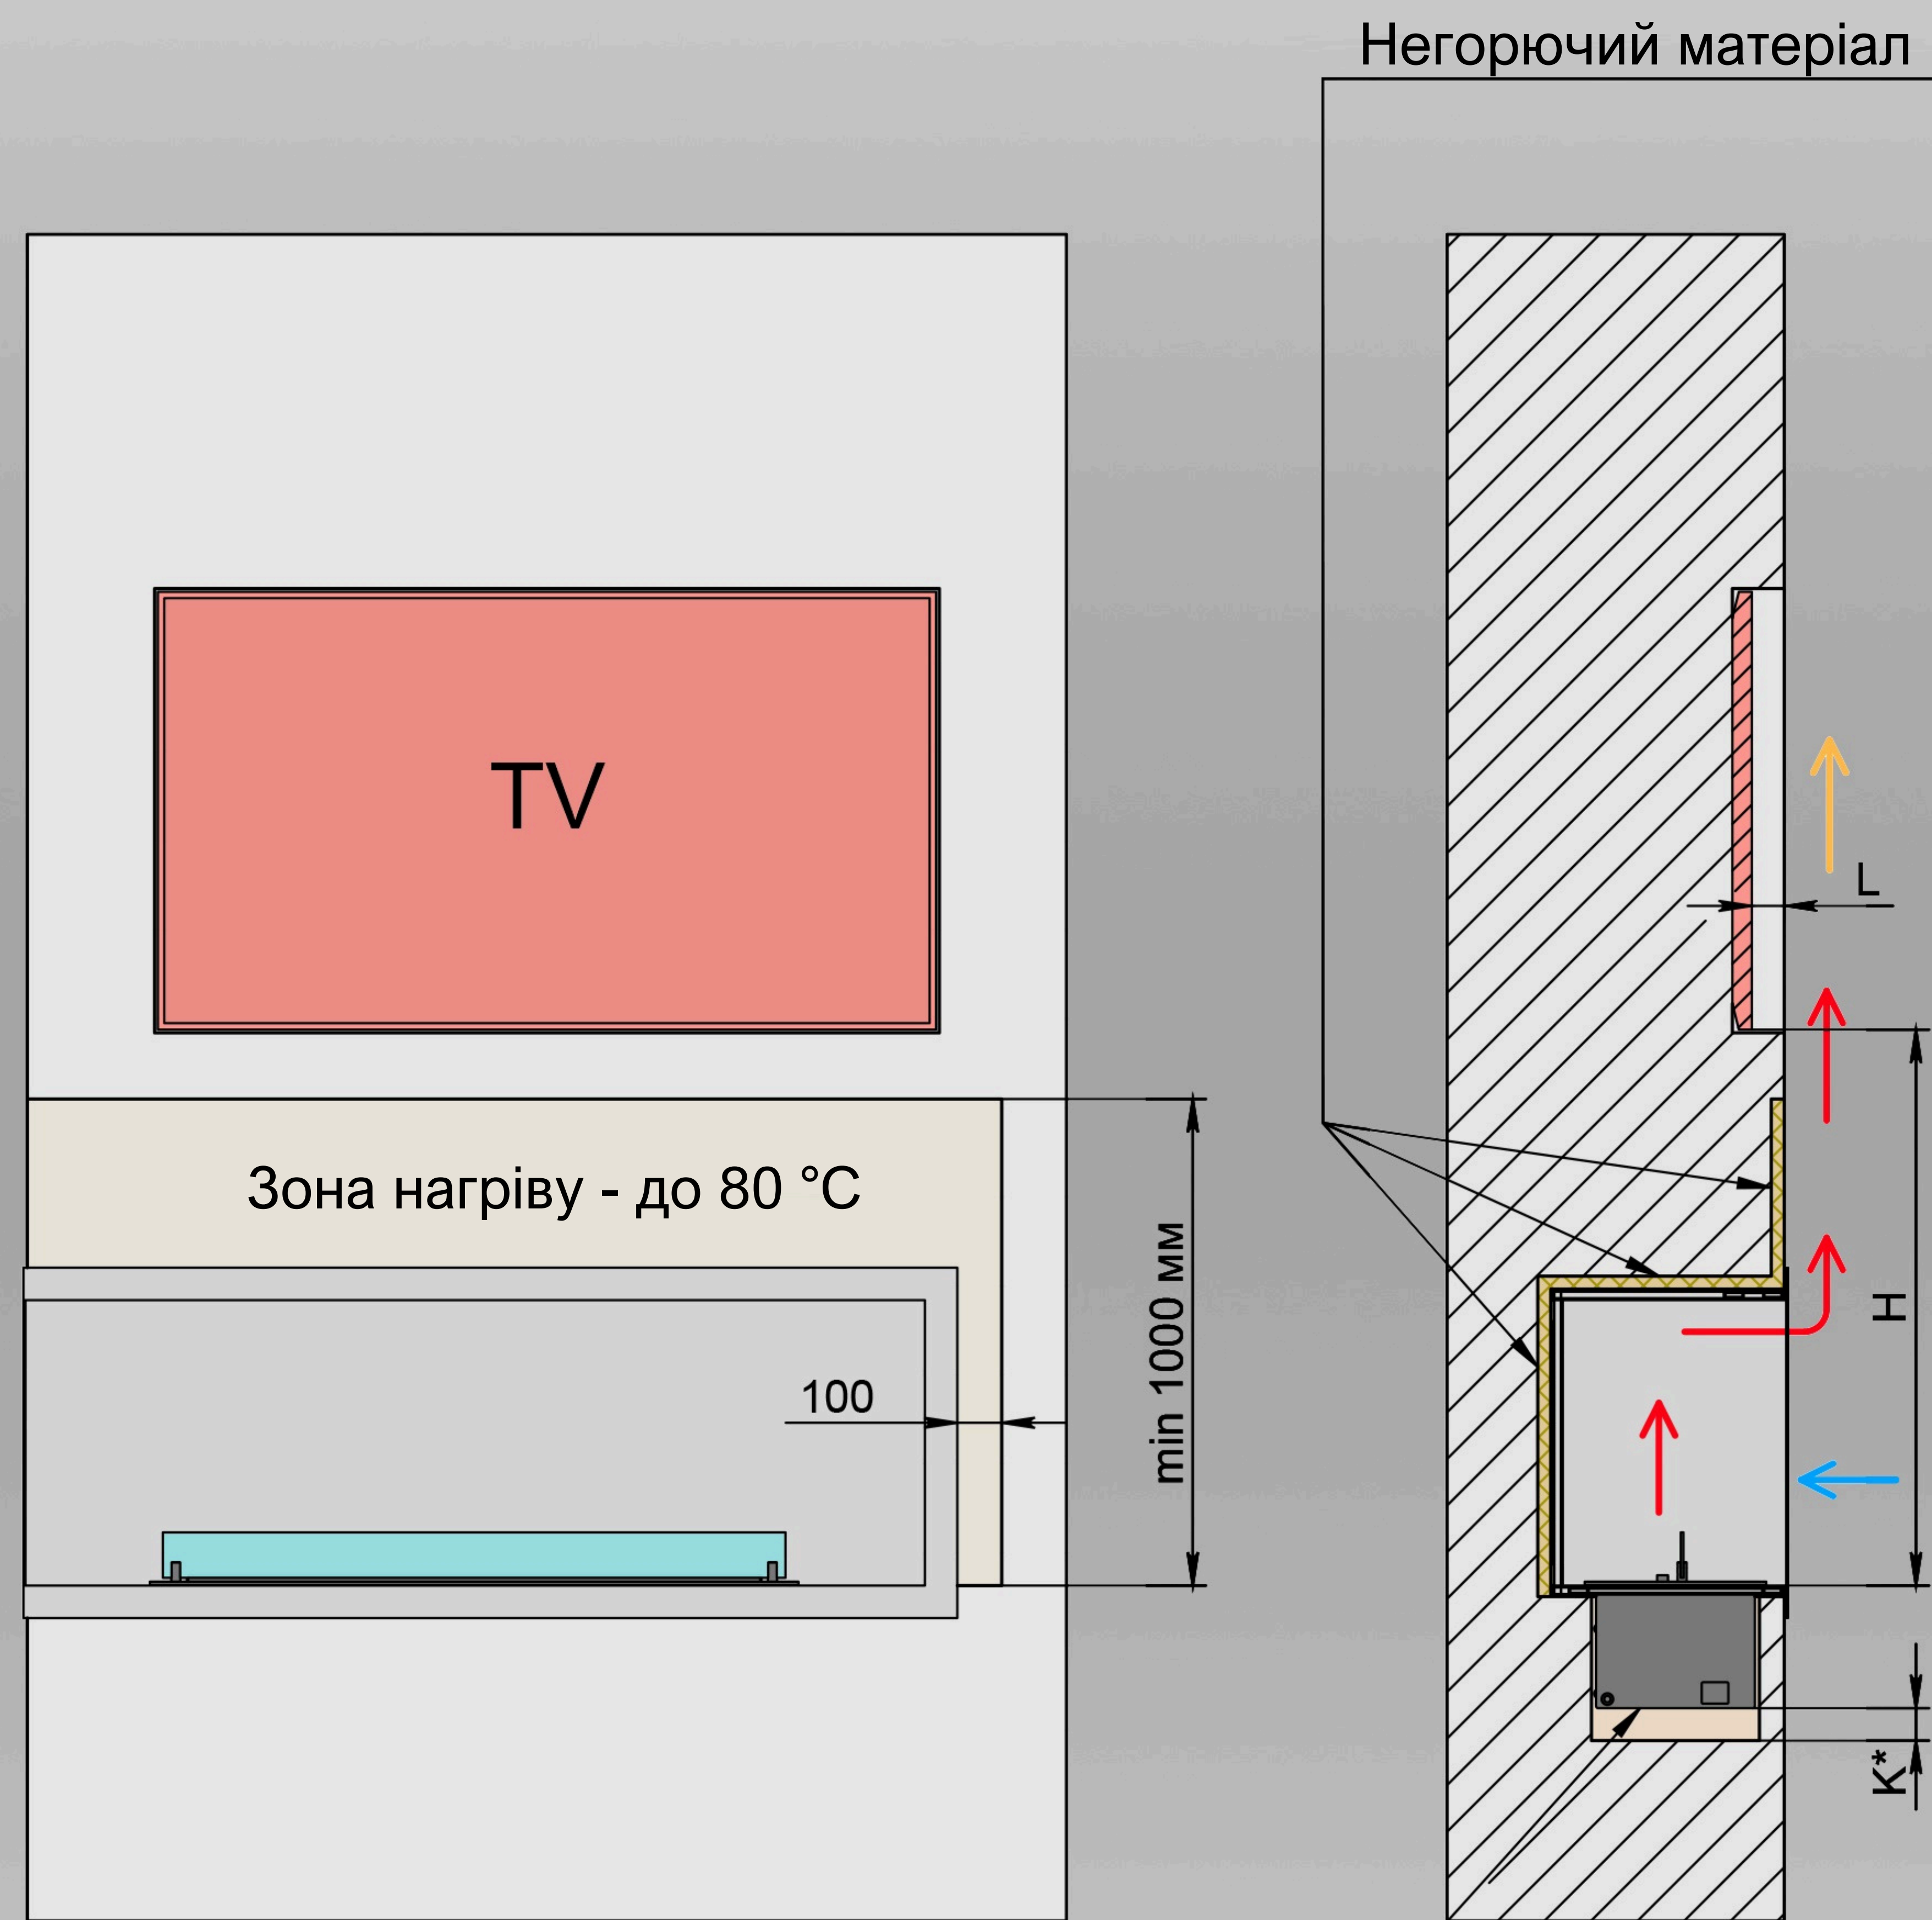 Негорючий матеріал
TV
L
Зона нагріву - до 80 °C
min 1000 мм
H
100
K*